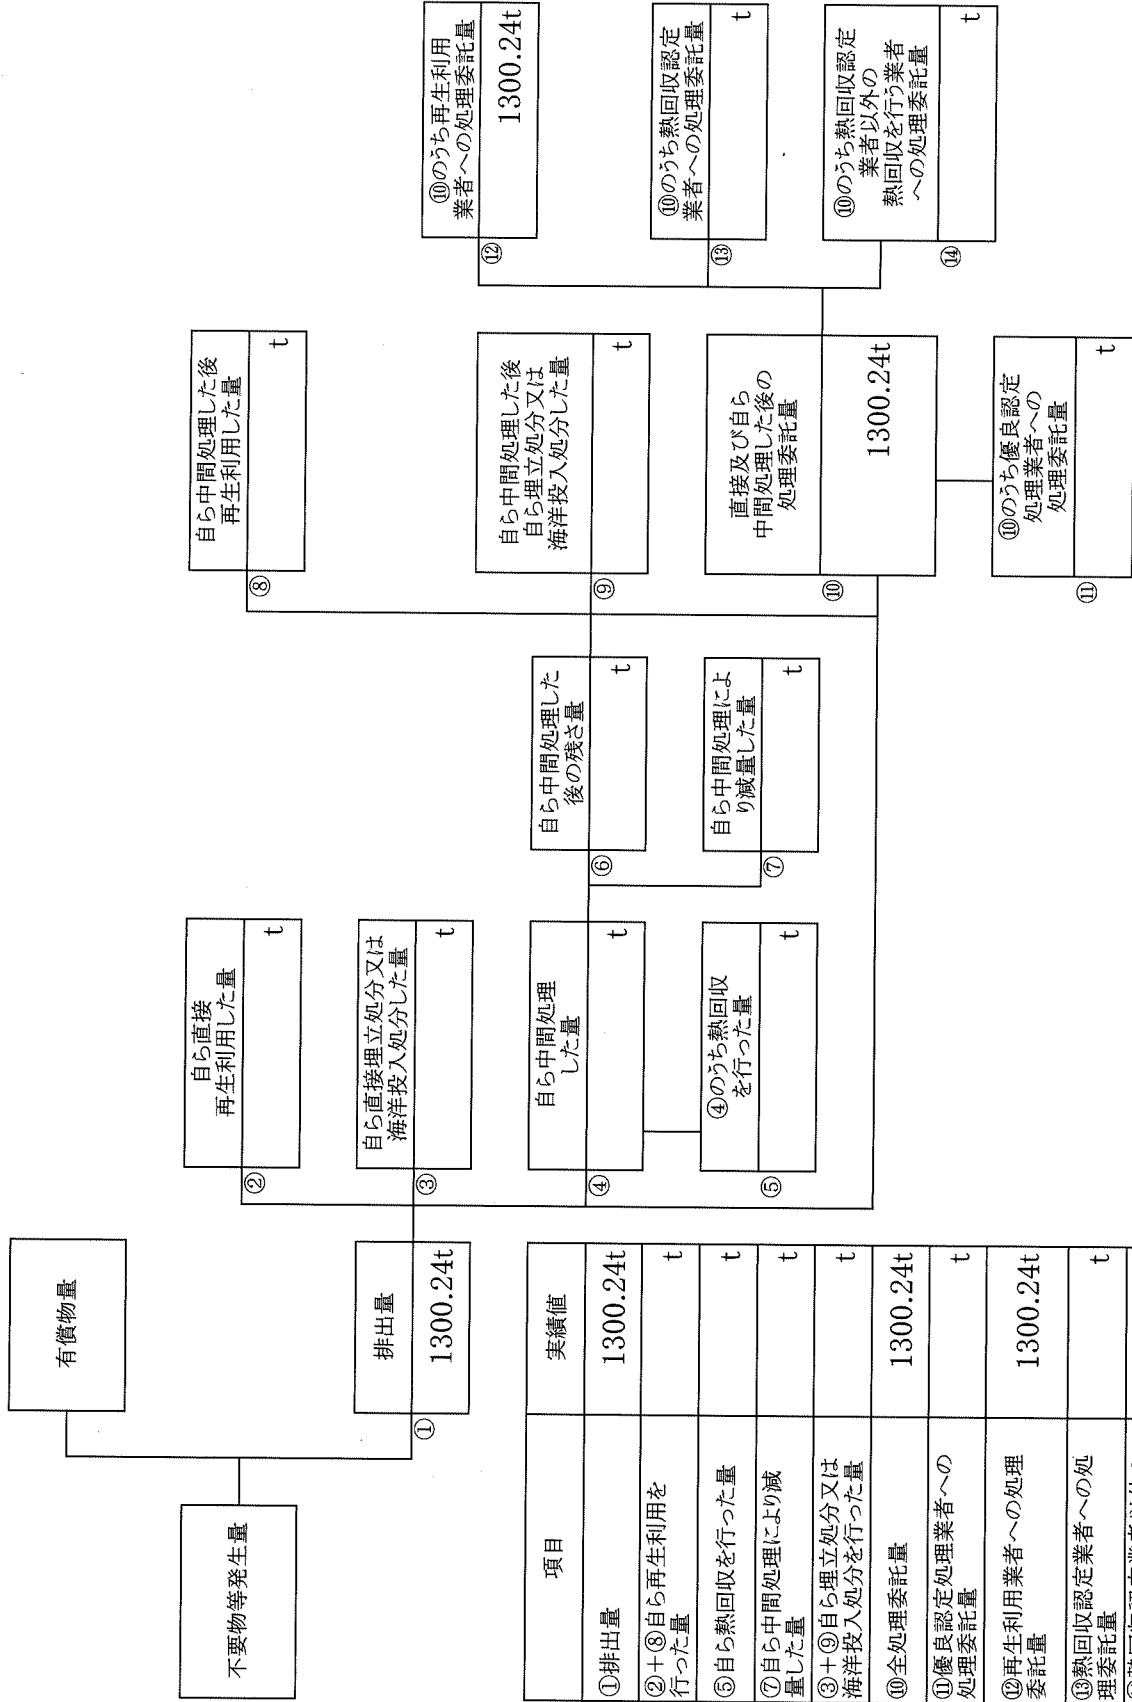 不要物等発生量
有償物量
排出量
①
1300.24t
自ら直接
再生利用した量
②
t
自ら直接埋立処分又は
海洋投入処分した量
③
t
自ら中間処理
した量
④
t
④のうち熱回収
を行った量
⑤
t
自ら中間処理した
後の残さ量
⑥
t
自ら中間処理によ
り減量した量
⑦
t
自ら中間処理した後
再生利用した量
⑧
t
自ら中間処理した後
自ら埋立処分又は
海洋投入処分した量
⑨
t
直接及び自ら
中間処理した後の
処理委託量
⑩
1300.24t
⑩のうち優良認定
処理業者への
処理委託量
⑪
t
⑩のうち再生利用
業者への処理委託量
⑫
1300.24t
⑩のうち熱回収認定
業者への処理委託量
⑬
t
⑩のうち熱回収認定
業者以外の
熱回収を行う業者
への処理委託量
⑭
t
項目 実績値
①排出量 1300.24t
②+⑧自ら再生利用を
行った量 t
⑤自ら熱回収を行った量 t
⑦自ら中間処理により減
量した量 t
③+⑨自ら埋立処分又は
海洋投入処分を行った量 t
⑩全処理委託量 1300.24t
⑪優良認定処理業者への
処理委託量 t
⑫再生利用業者への処理
委託量 1300.24t
⑬熱回収認定業者への処
理委託量 t